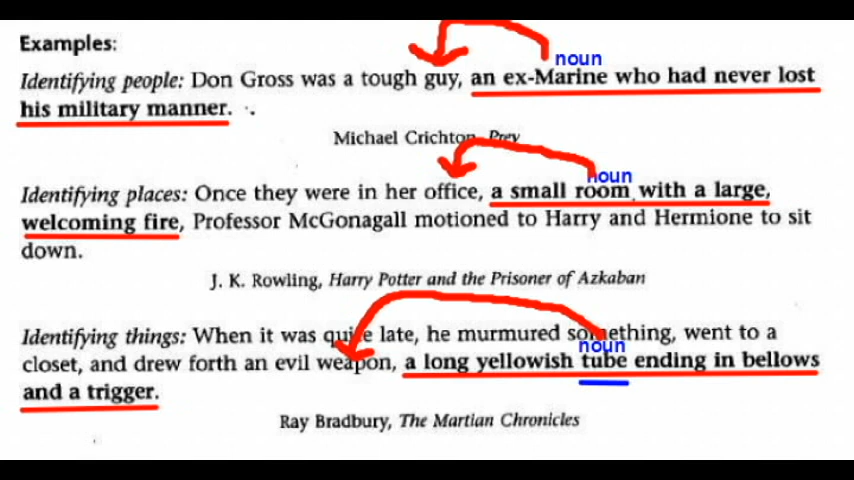 Examples:
noun
Identifying people: Don Gross was a tough guy, an ex-Marine who had never lost
his military manner.
Michael Crichton, Prey
noun
Identifying places: Once they were in her office, a small room with a large,
welcoming fire, Professor McGonagall motioned to Harry and Hermione to sit
down.
J. K. Rowling, Harry Potter and the Prisoner of Azkaban
Identifying things: When it was quite late, he murmured something, went to a
noun
closet, and drew forth an evil weapon, a long yellowish tube ending in bellows
and a trigger.
Ray Bradbury, The Martian Chronicles